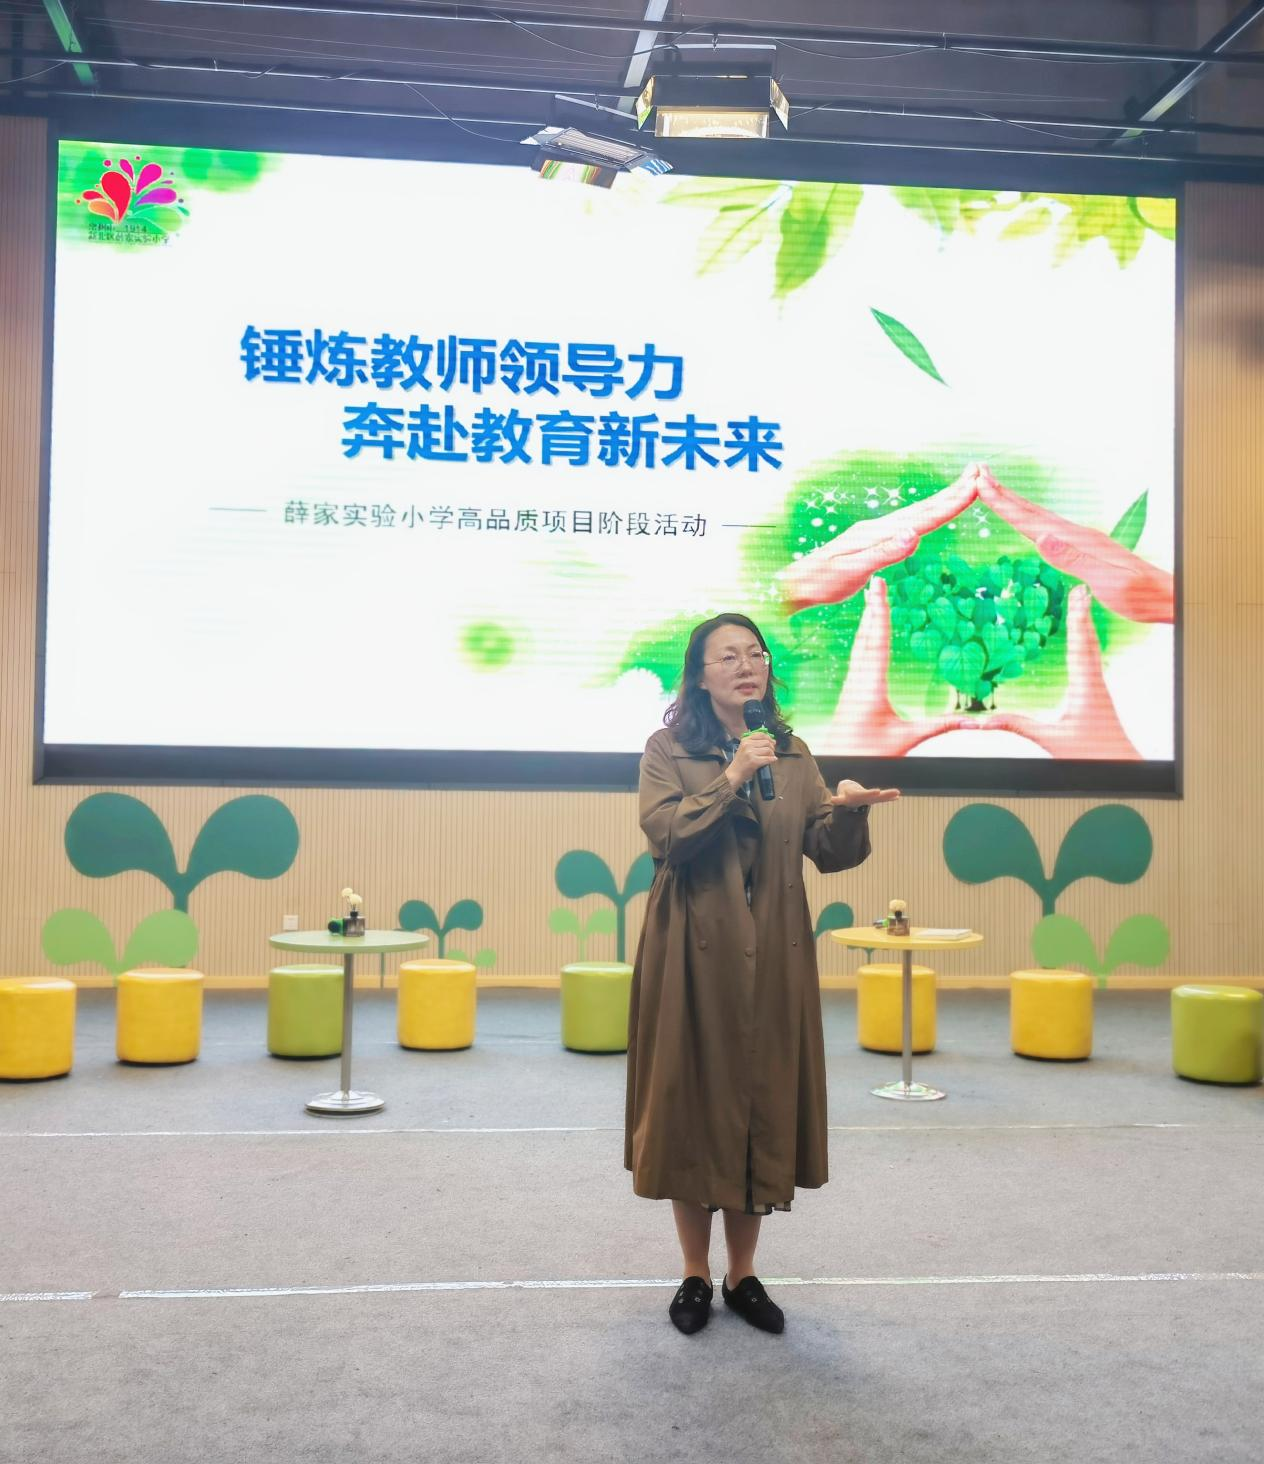 锤炼教师领导力
奔赴教育新未来
薛家实验小学高品质项目阶段活动